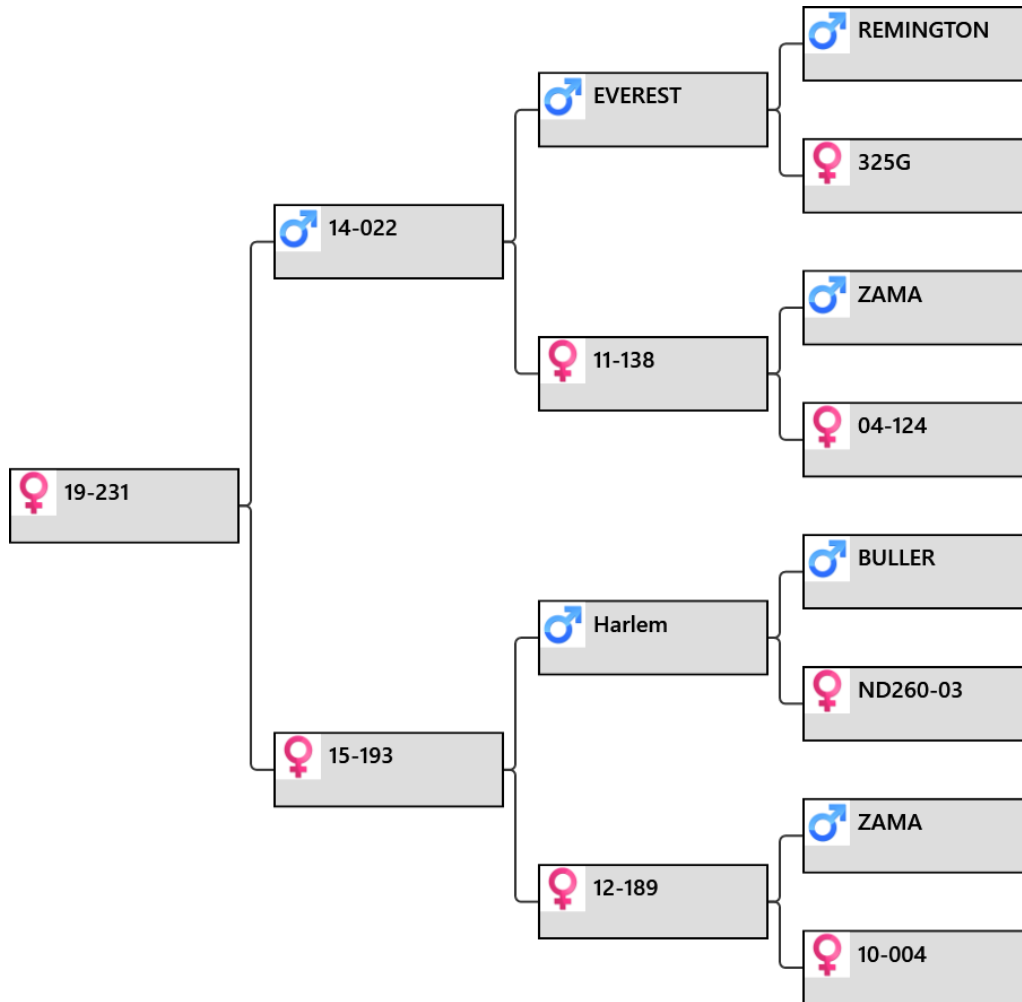 REMINGTON
EVEREST
325G
14-022
ZAMA
11-138
04-124
19-231
BULLER
Harlem
ND260-03
15-193
ZAMA
12-189
10-004